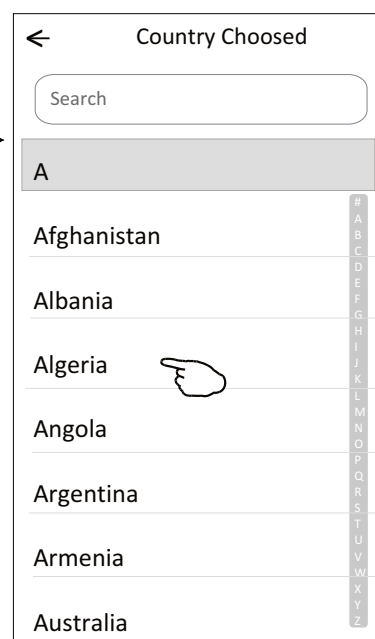 Country Choosed
Search
A
Afghanistan
Albania
Algeria
Angola
Argentina
Armenia
Australia
#
A
B
C
D
E
F
G
H
I
J
K
L
M
N
O
P
Q
R
S
T
U
V
W
X
Y
Z